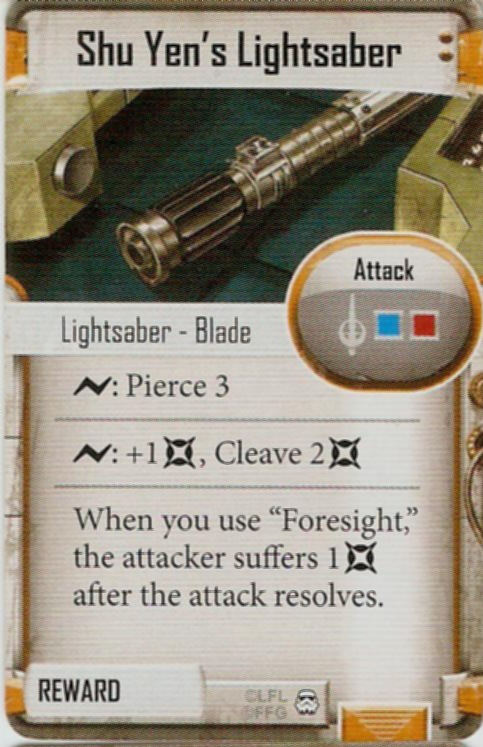 Shu Yen's Lightsaber
Attack
Lightsaber - Blade
: Pierce 3
: +1, Cleave 2
When you use “Foresight,”
the attacker suffers 1
after the attack resolves.
REWARD
©LFL
©FFG